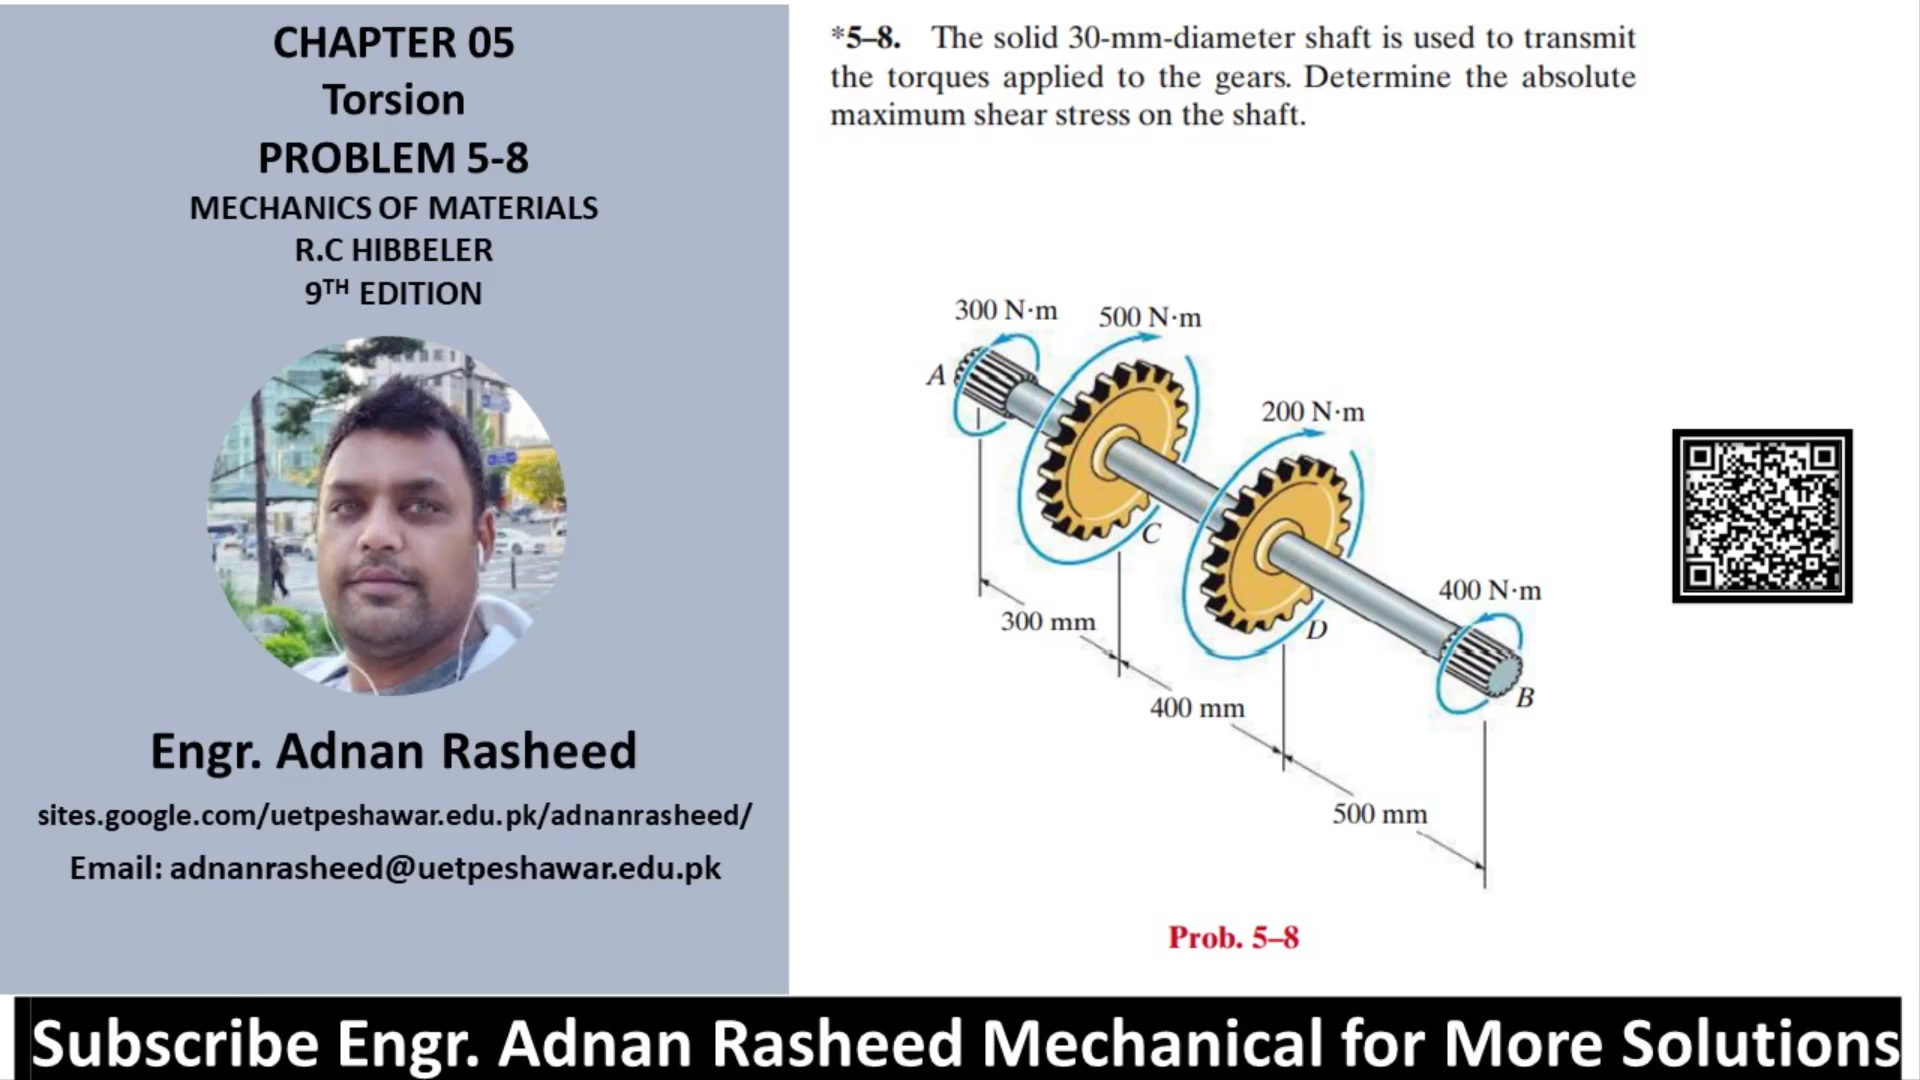 CHAPTER 05
Torsion
PROBLEM 5-8
MECHANICS OF MATERIALS
R.C HIBBELER
9TH EDITION
Engr. Adnan Rasheed
sites.google.com/uetpeshawar.edu.pk/adnanrasheed/
Email: adnanrasheed@uetpeshawar.edu.pk
*5–8. The solid 30-mm-diameter shaft is used to transmit
the torques applied to the gears. Determine the absolute
maximum shear stress on the shaft.
300 N·m
500 N·m
A
200 N·m
C
400 N·m
300 mm
D
B
400 mm
500 mm
Prob. 5–8
Subscribe Engr. Adnan Rasheed Mechanical for More Solutions